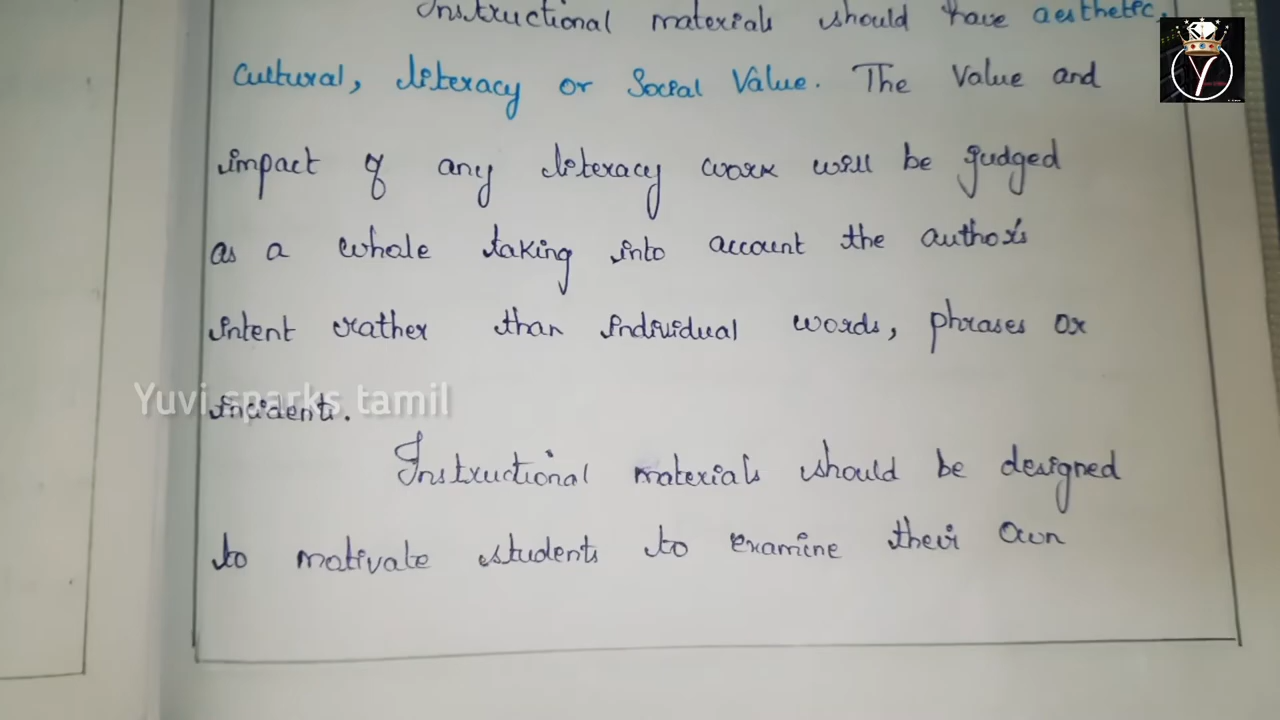 Instructional materials should have aesthetic,
Cultural, literacy or Social Value. The Value and
impact of any literacy work will be judged
as a whole taking into account the author's
intent rather than individual words, phrases or
incidents.
Yuvi sparks tamil
Instructional materials should be designed
to motivate students to examine their own
Y